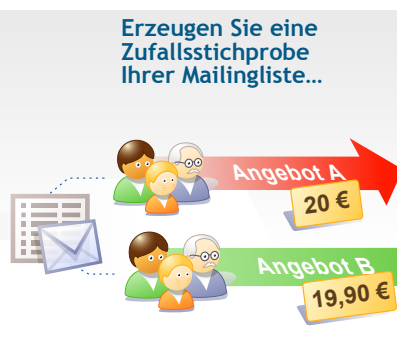 Erzeugen Sie eine
Zufallsstichprobe
Ihrer Mailingliste…
Angebot A
20 €
Angebot B
19,90 €